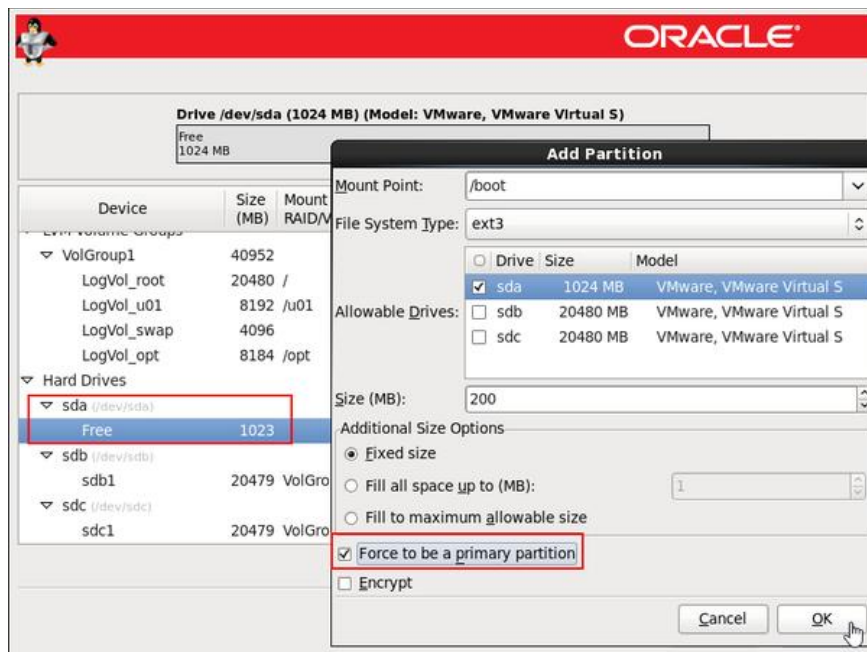 ORACLE
Drive /dev/sda (1024 MB) (Model: VMware, VMware Virtual S)
Free
1024 MB
Device
Size (MB)
Mount
RAID/V
LVM Volume Groups
VolGroup1 40952
LogVol_root 20480 /
LogVol_u01 8192 /u01
LogVol_swap 4096
LogVol_opt 8184 /opt
Hard Drives
sda (/dev/sda)
Free 1023
sdb (/dev/sdb)
sdb1 20479 VolGro
sdc (/dev/sdc)
sdc1 20479 VolGro
Add Partition
Mount Point: /boot
File System Type: ext3
Allowable Drives:
Drive Size Model
sda 1024 MB VMware, VMware Virtual S
sdb 20480 MB VMware, VMware Virtual S
sdc 20480 MB VMware, VMware Virtual S
Size (MB): 200
Additional Size Options
Fixed size
Fill all space up to (MB): 1
Fill to maximum allowable size
Force to be a primary partition
Encrypt
Cancel OK